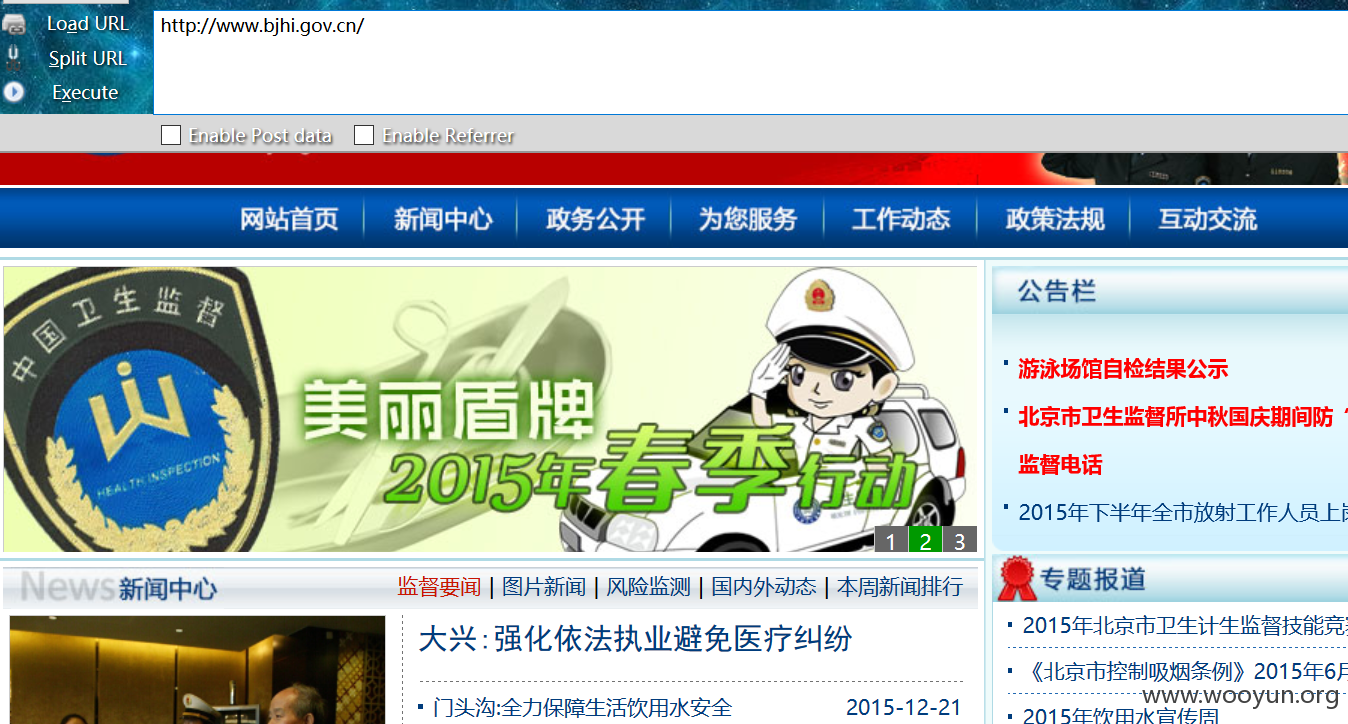 Load URL
http://www.bjhi.gov.cn/
Split URL
Execute
Enable Post data
Enable Referrer
网站首页
新闻中心
政务公开
为您服务
工作动态
政策法规
互动交流
中国卫生监督
HEALTH INSPECTION
美丽盾牌
2015年春季行动
1 2 3
公告栏
游泳场馆自检结果公示
北京市卫生监督所中秋国庆期间防“
监督电话
2015年下半年全市放射工作人员上岗
News新闻中心
监督要闻 | 图片新闻 | 风险监测 | 国内外动态 | 本周新闻排行
大兴:强化依法执业避免医疗纠纷
门头沟:全力保障生活饮用水安全 2015-12-21
专题报道
2015年北京市卫生计生监督技能竞赛
《北京市控制吸烟条例》2015年6月
2015年饮用水宣传周
www.wooyun.org